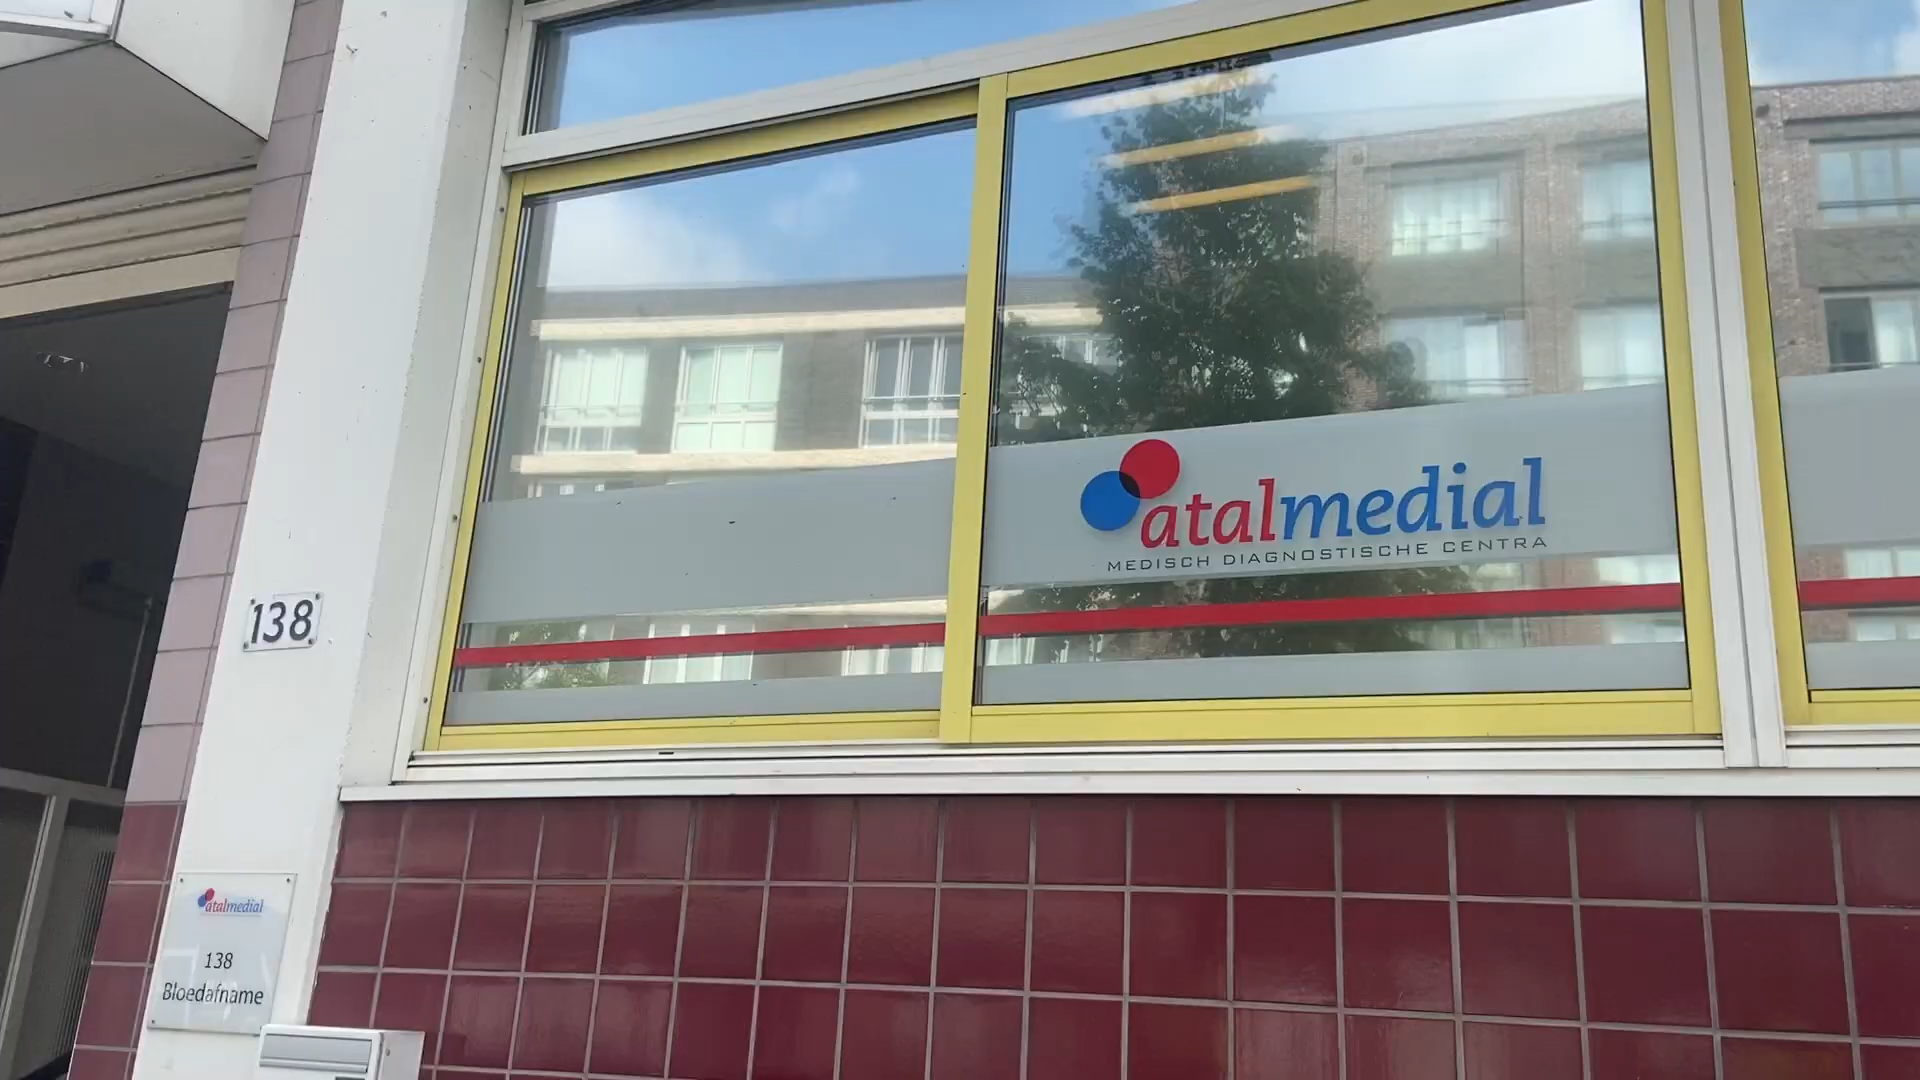 atalmedial
MEDISCH DIAGNOSTISCHE CENTRA
138
atalmedial
138
Bloedafname